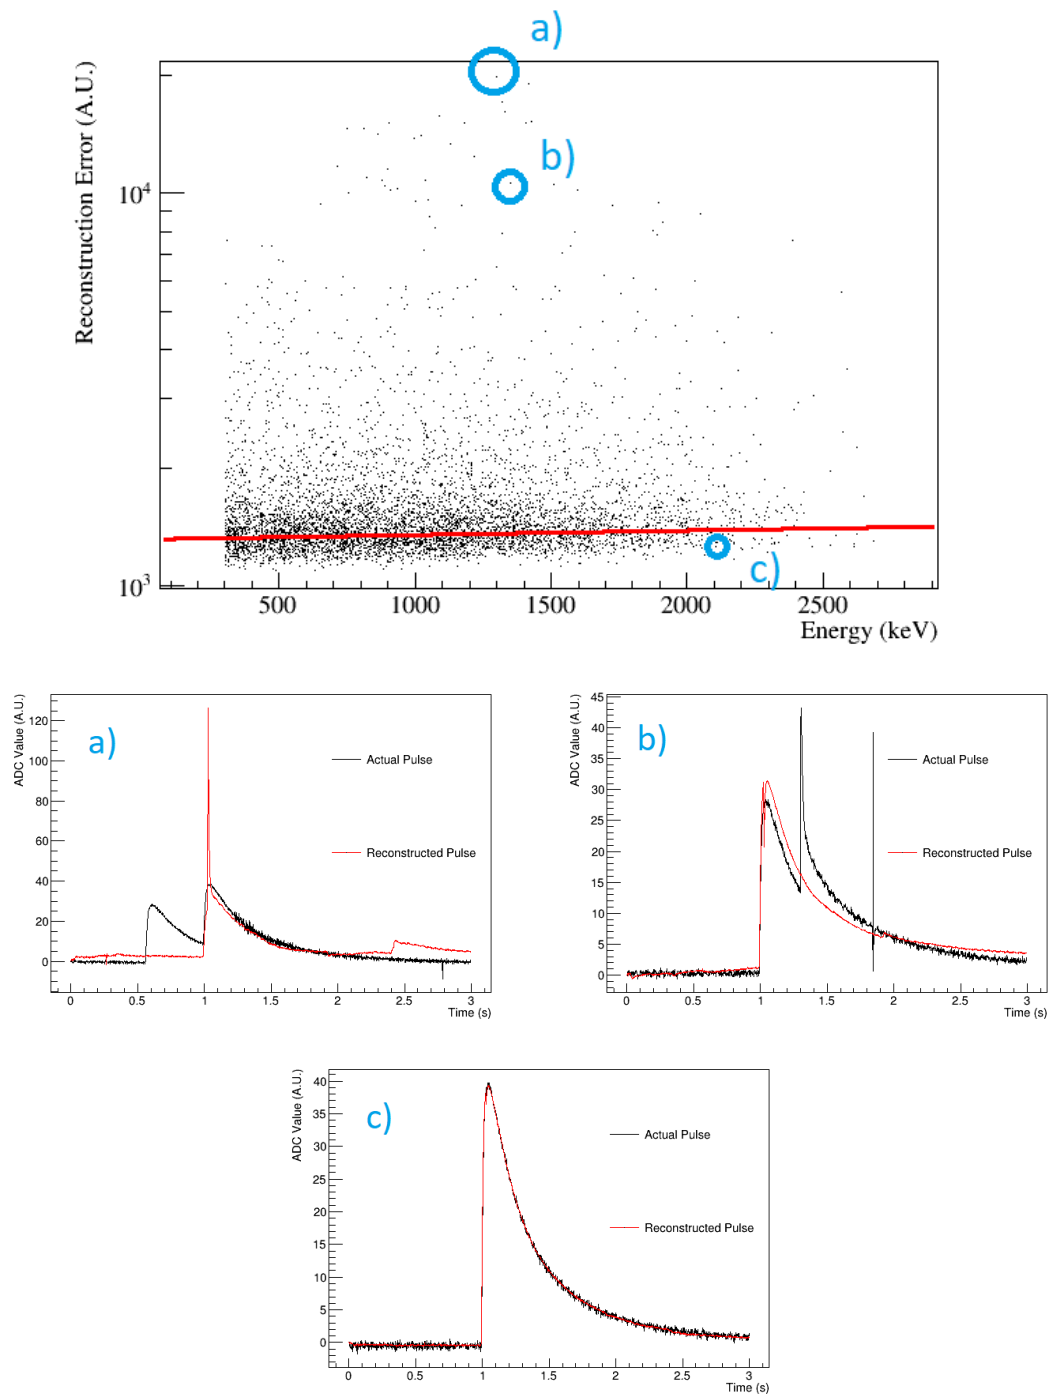 a)
b)
c)
Reconstruction Error (A.U.)
10⁴
10³
500 1000 1500 2000 2500
Energy (keV)
a)
ADC Value (A.U.)
120
100
80
60
40
20
0
Actual Pulse
Reconstructed Pulse
0 0.5 1 1.5 2 2.5 3
Time (s)
b)
ADC Value (A.U.)
45
40
35
30
25
20
15
10
5
0
Actual Pulse
Reconstructed Pulse
0 0.5 1 1.5 2 2.5 3
Time (s)
c)
ADC Value (A.U.)
40
35
30
25
20
15
10
5
0
Actual Pulse
Reconstructed Pulse
0 0.5 1 1.5 2 2.5 3
Time (s)